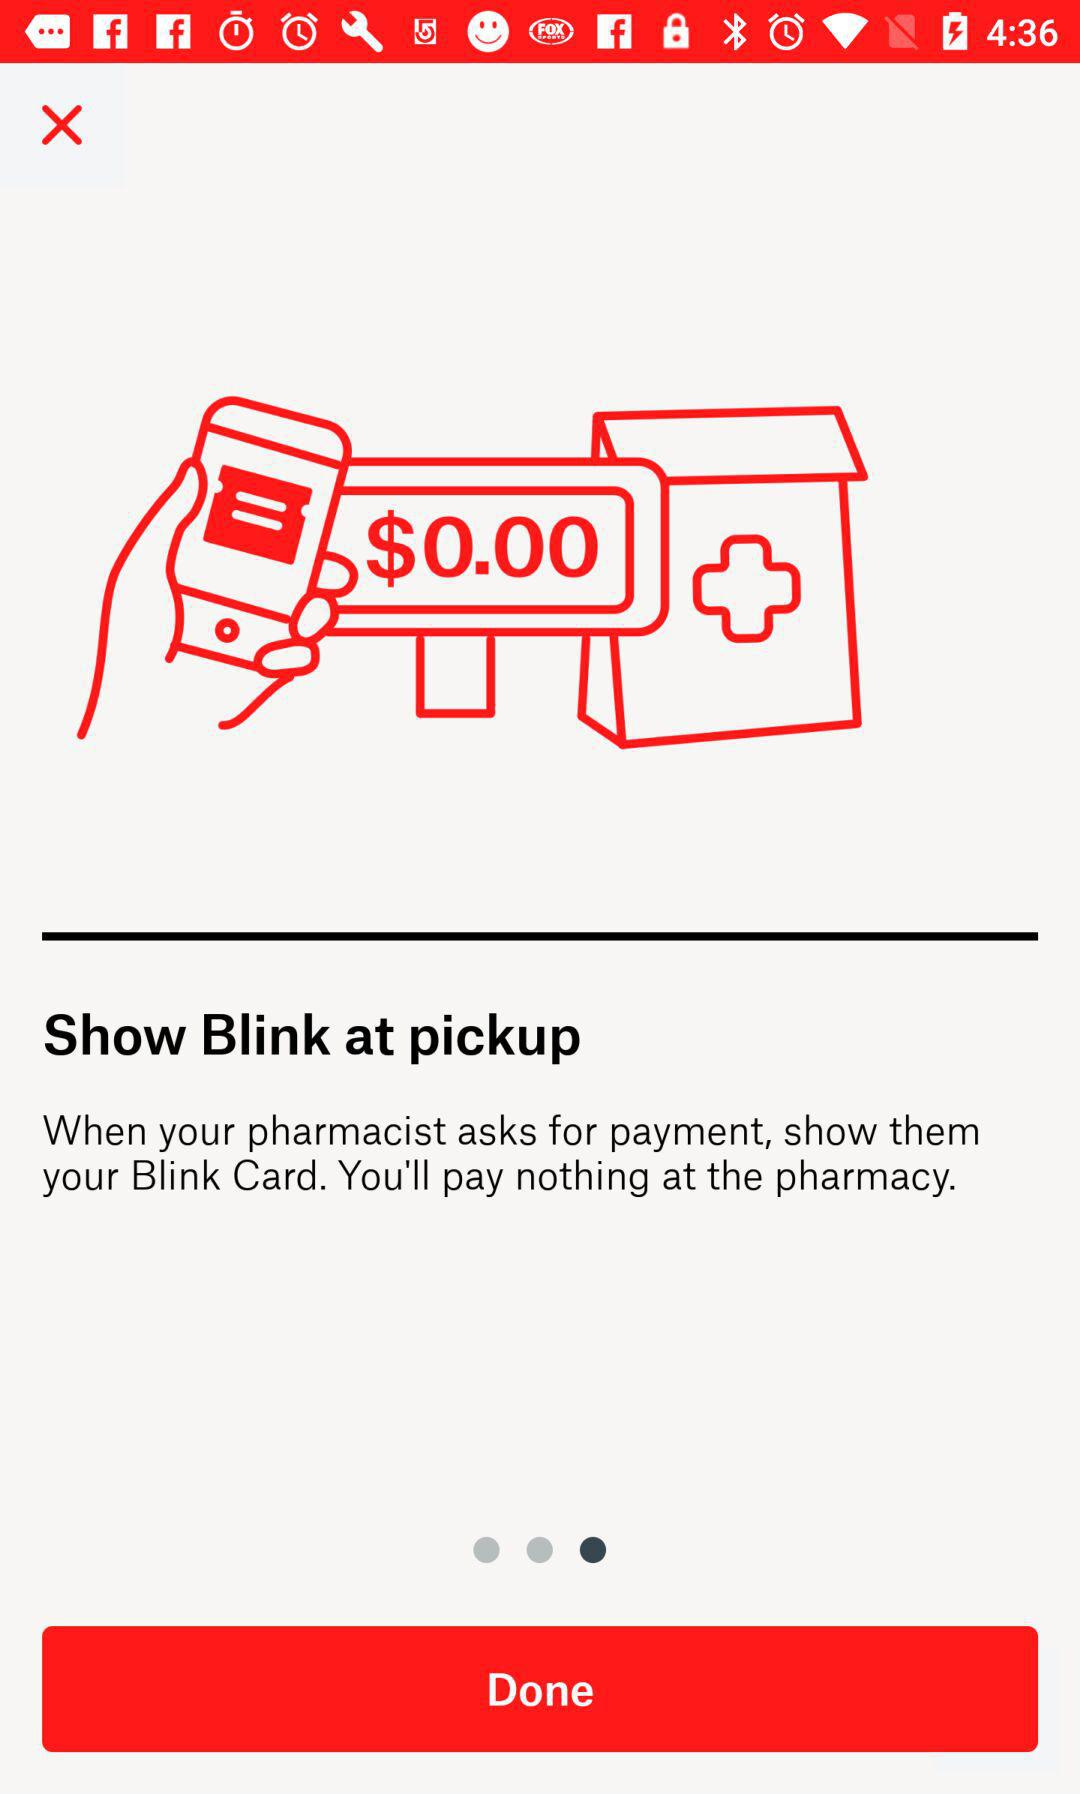 4:36
$0.00
Show Blink at pickup
When your pharmacist asks for payment, show them
your Blink Card. You'll pay nothing at the pharmacy.
Done